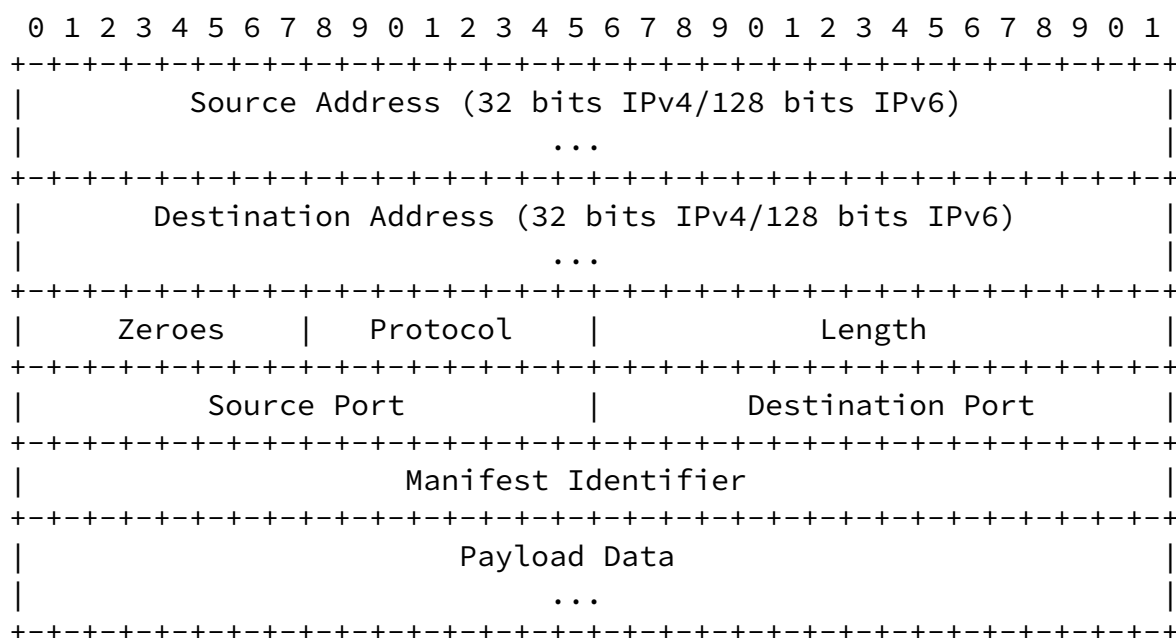 0 1 2 3 4 5 6 7 8 9 0 1 2 3 4 5 6 7 8 9 0 1 2 3 4 5 6 7 8 9 0 1
+-+-+-+-+-+-+-+-+-+-+-+-+-+-+-+-+-+-+-+-+-+-+-+-+-+-+-+-+-+-+-+-+
|         Source Address (32 bits IPv4/128 bits IPv6)           |
|                             ...                               |
+-+-+-+-+-+-+-+-+-+-+-+-+-+-+-+-+-+-+-+-+-+-+-+-+-+-+-+-+-+-+-+-+
|       Destination Address (32 bits IPv4/128 bits IPv6)        |
|                             ...                               |
+-+-+-+-+-+-+-+-+-+-+-+-+-+-+-+-+-+-+-+-+-+-+-+-+-+-+-+-+-+-+-+-+
|     Zeroes    |   Protocol    |            Length             |
+-+-+-+-+-+-+-+-+-+-+-+-+-+-+-+-+-+-+-+-+-+-+-+-+-+-+-+-+-+-+-+-+
|          Source Port          |        Destination Port       |
+-+-+-+-+-+-+-+-+-+-+-+-+-+-+-+-+-+-+-+-+-+-+-+-+-+-+-+-+-+-+-+-+
|                     Manifest Identifier                       |
+-+-+-+-+-+-+-+-+-+-+-+-+-+-+-+-+-+-+-+-+-+-+-+-+-+-+-+-+-+-+-+-+
|                        Payload Data                           |
|                             ...                               |
+-+-+-+-+-+-+-+-+-+-+-+-+-+-+-+-+-+-+-+-+-+-+-+-+-+-+-+-+-+-+-+-+